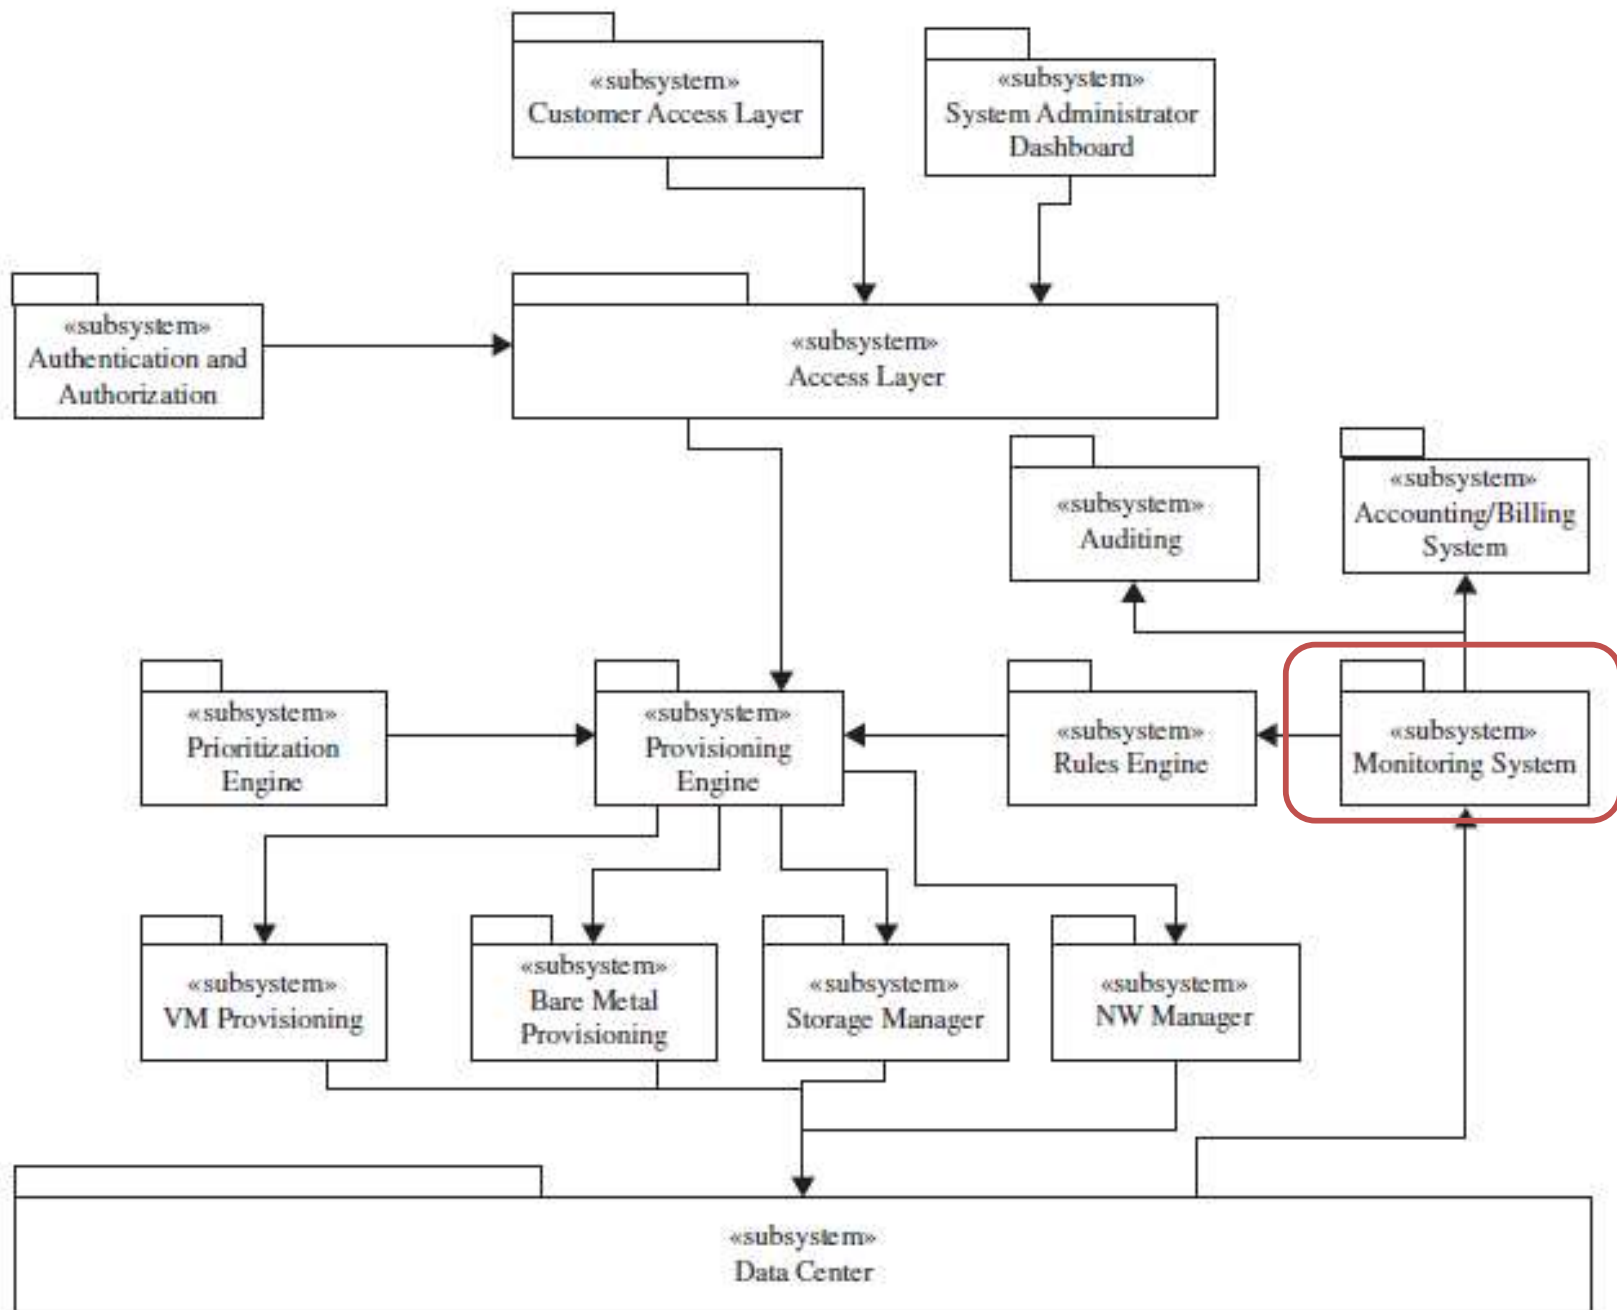 «subsystem»
Customer Access Layer
«subsystem»
System Administrator
Dashboard
«subsystem»
Authentication and
Authorization
«subsystem»
Access Layer
«subsystem»
Auditing
«subsystem»
Accounting/Billing
System
«subsystem»
Prioritization
Engine
«subsystem»
Provisioning
Engine
«subsystem»
Rules Engine
«subsystem»
Monitoring System
«subsystem»
VM Provisioning
«subsystem»
Bare Metal
Provisioning
«subsystem»
Storage Manager
«subsystem»
NW Manager
«subsystem»
Data Center